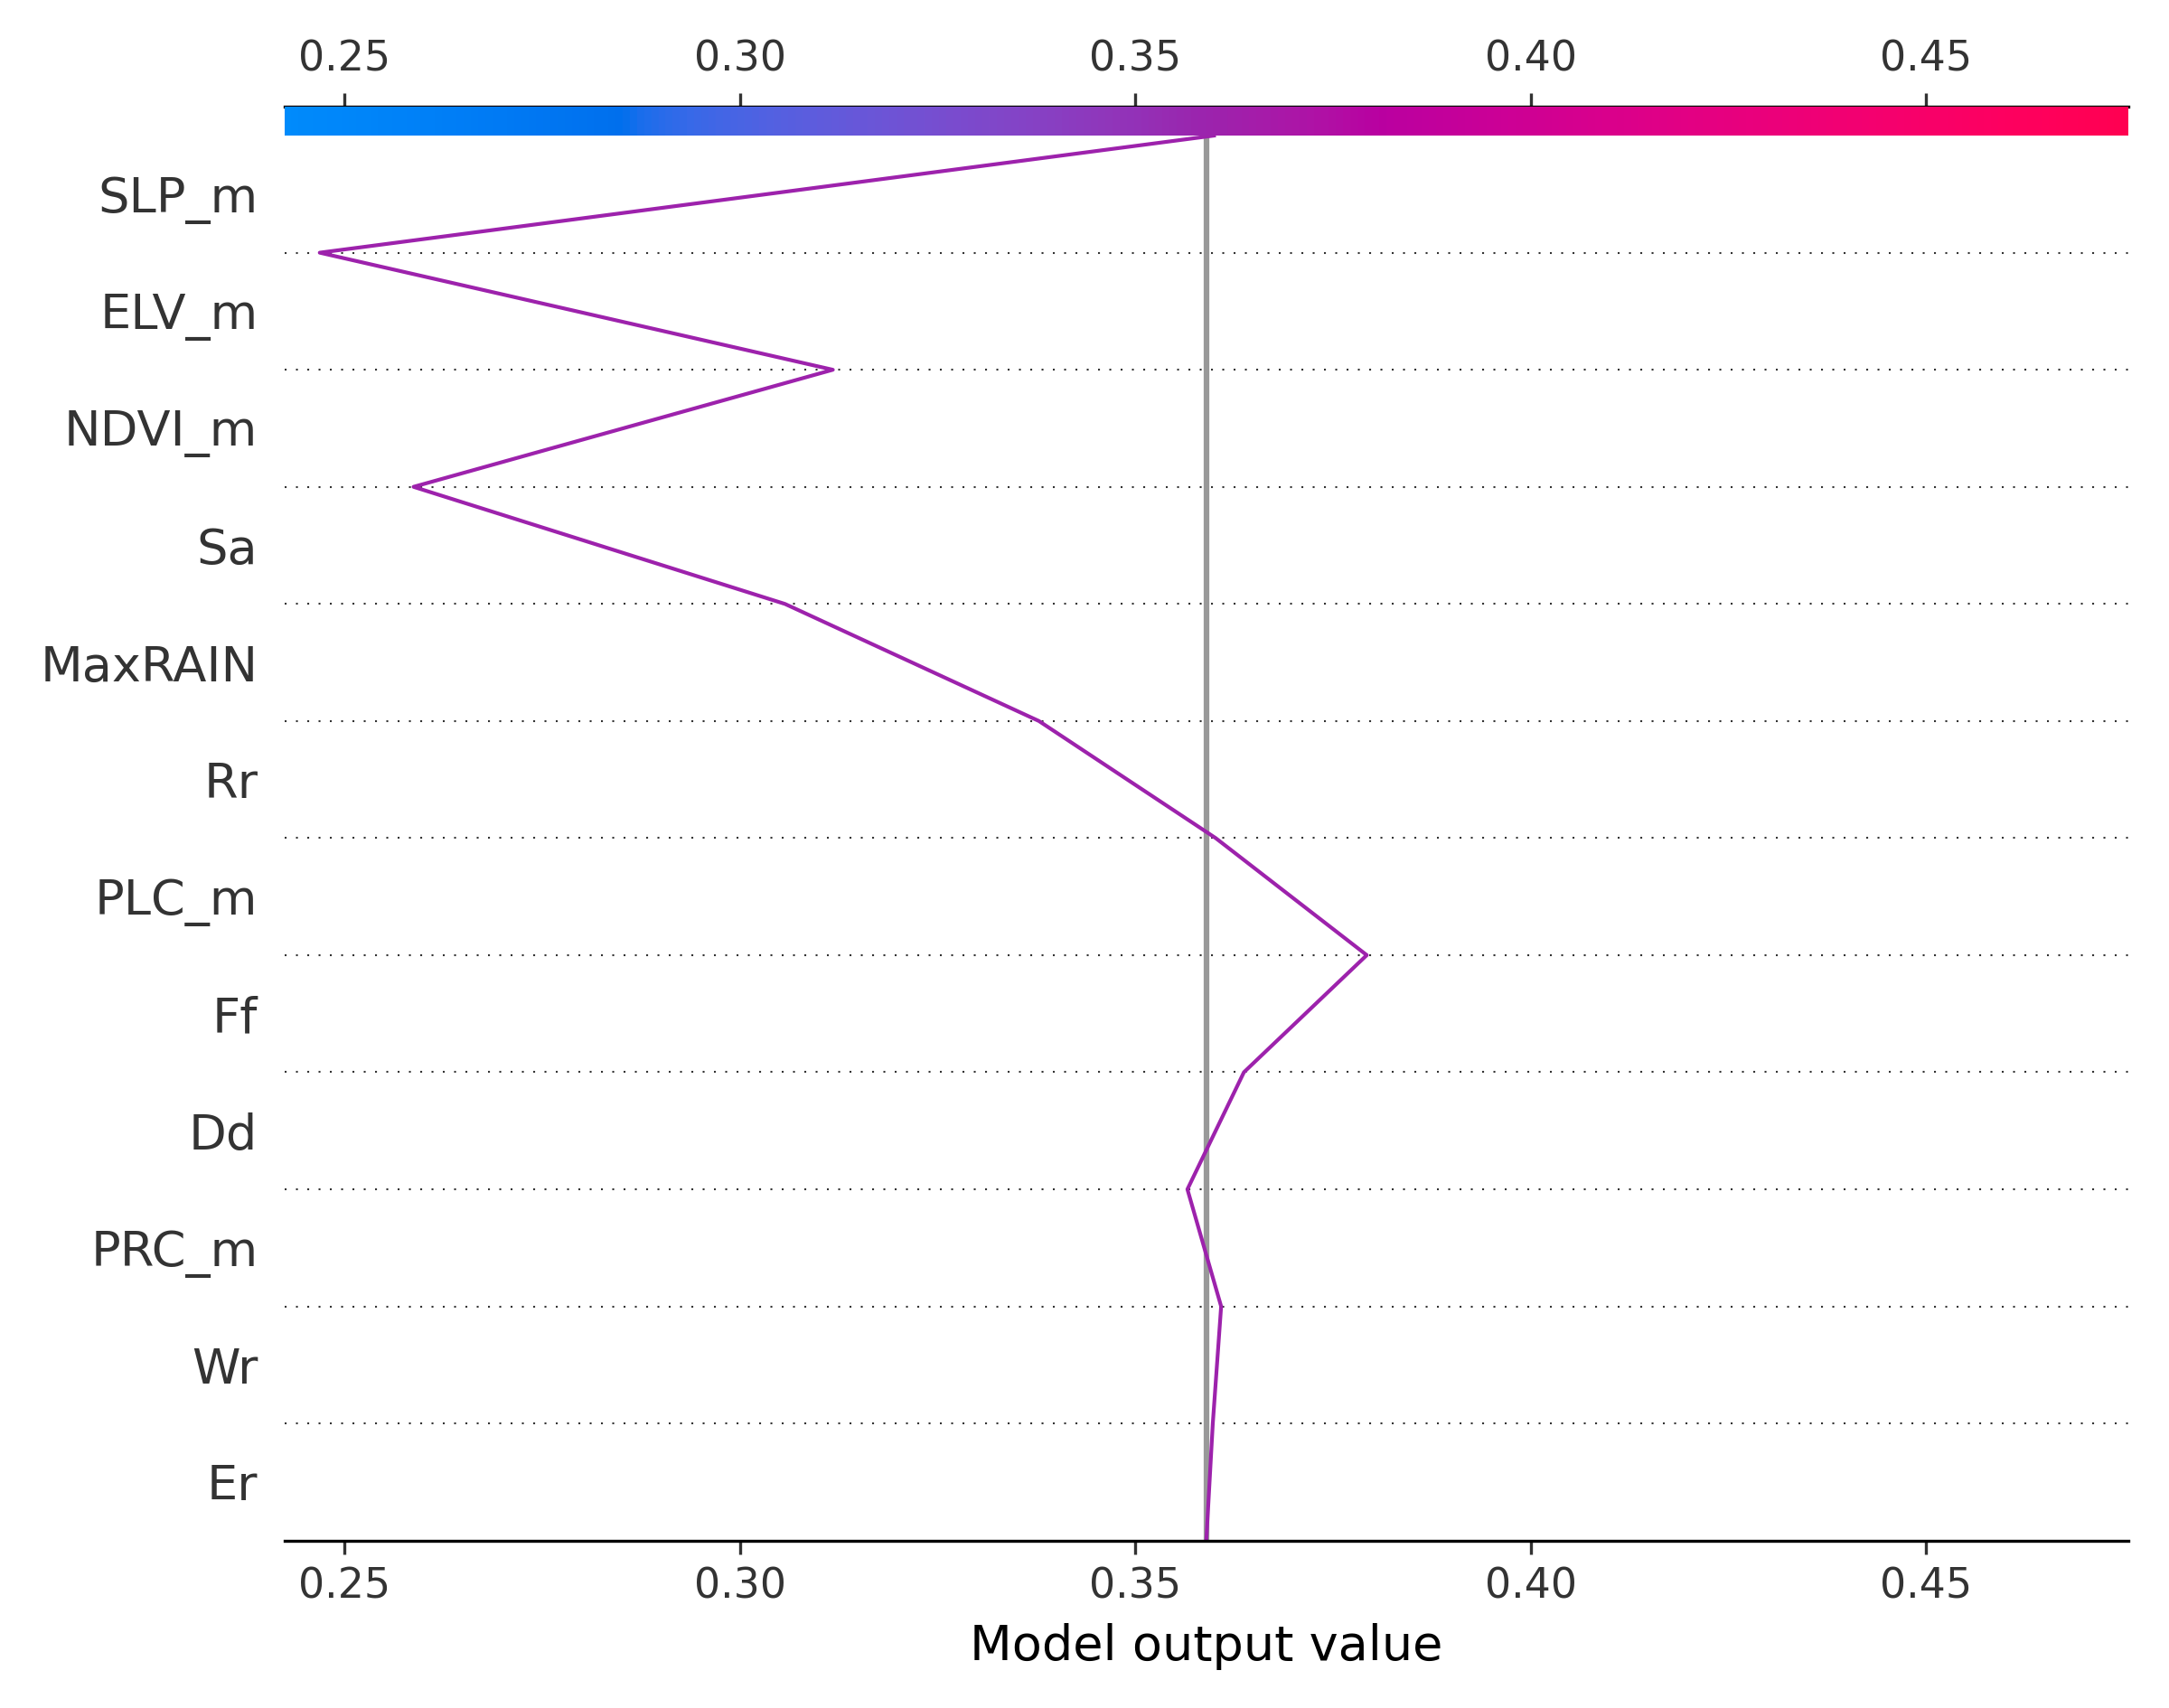 0.25 0.30 0.35 0.40 0.45
SLP_m
ELV_m
NDVI_m
Sa
MaxRAIN
Rr
PLC_m
Ff
Dd
PRC_m
Wr
Er
0.25 0.30 0.35 0.40 0.45
Model output value